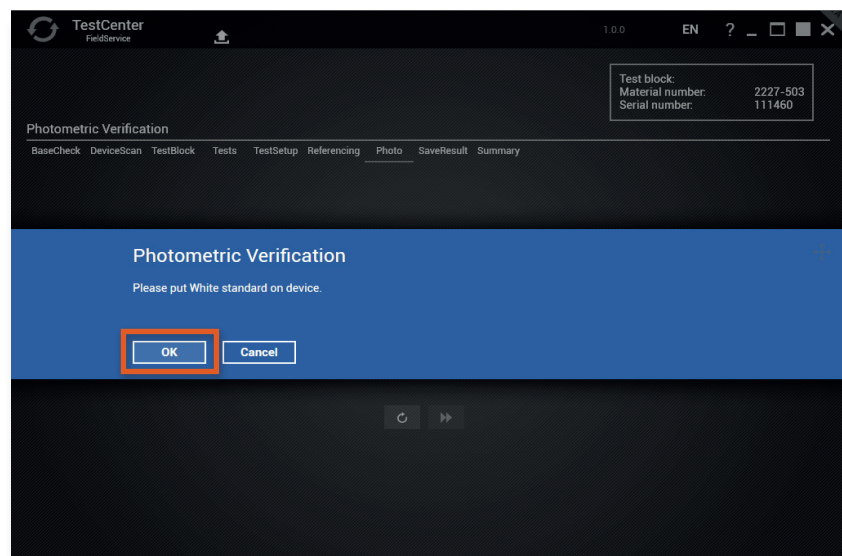 TestCenter
FieldService
1.0.0 EN ?
Test block:
Material number: 2227-503
Serial number: 111460
Photometric Verification
BaseCheck DeviceScan TestBlock Tests TestSetup Referencing Photo SaveResult Summary
Photometric Verification
Please put White standard on device.
OK Cancel